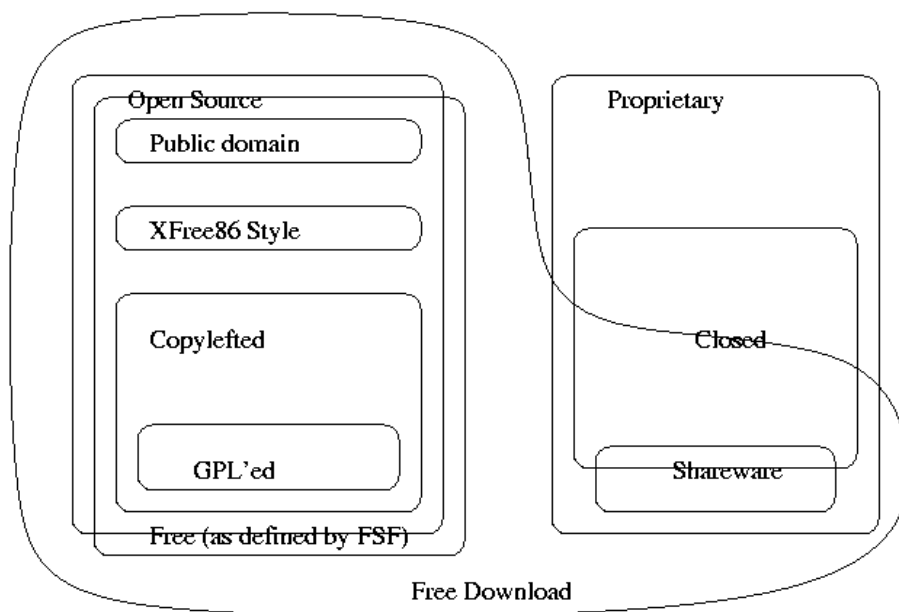 Open Source
Proprietary
Public domain
XFree86 Style
Copylefted
Closed
GPL'ed
Shareware
Free (as defined by FSF)
Free Download